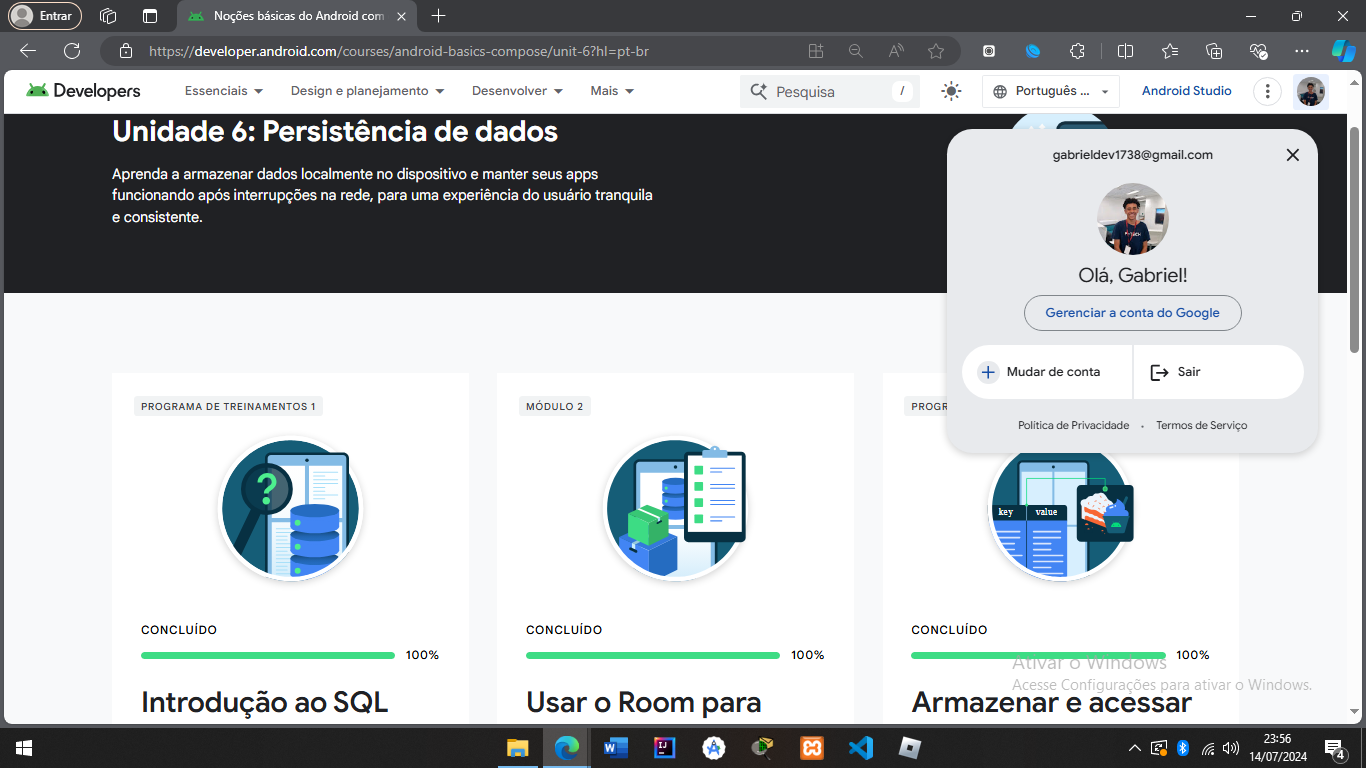 Entrar
Noções básicas do Android com
https://developer.android.com/courses/android-basics-compose/unit-6?hl=pt-br
Developers
Essenciais
Design e planejamento
Desenvolver
Mais
Pesquisa
/
Português ...
Android Studio
Unidade 6: Persistência de dados
Aprenda a armazenar dados localmente no dispositivo e manter seus apps
funcionando após interrupções na rede, para uma experiência do usuário tranquila
e consistente.
gabrieldev1738@gmail.com
Olá, Gabriel!
Gerenciar a conta do Google
Mudar de conta
Sair
Política de Privacidade
Termos de Serviço
PROGRAMA DE TREINAMENTOS 1
MÓDULO 2
PROGR
?
key
value
CONCLUÍDO
100%
CONCLUÍDO
100%
CONCLUÍDO
100%
Introdução ao SQL
Usar o Room para
Armazenar e acessar
Ativar o Windows
Acesse Configurações para ativar o Windows.
23:56
14/07/2024
4